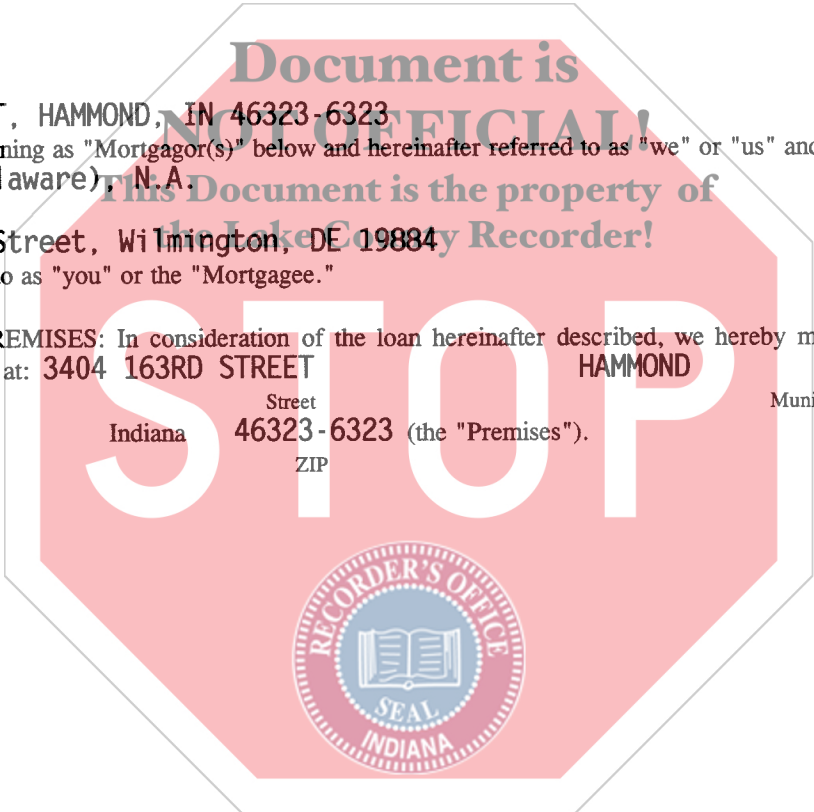 Document is
T, HAMMOND, IN 46323-6323
NOT OFFICIAL!
ning as "Mortgagor(s)" below and hereinafter referred to as "we" or "us" and
laware), N.A.
This Document is the property of
the Lake County Recorder!
Street, Wilmington, DE 19884
o as "you" or the "Mortgagee."
REMISES: In consideration of the loan hereinafter described, we hereby m
at: 3404 163RD STREET HAMMOND
Street Muni
Indiana 46323-6323 (the "Premises").
ZIP
STOP
RECORDER'S OFFICE
SEAL
INDIANA